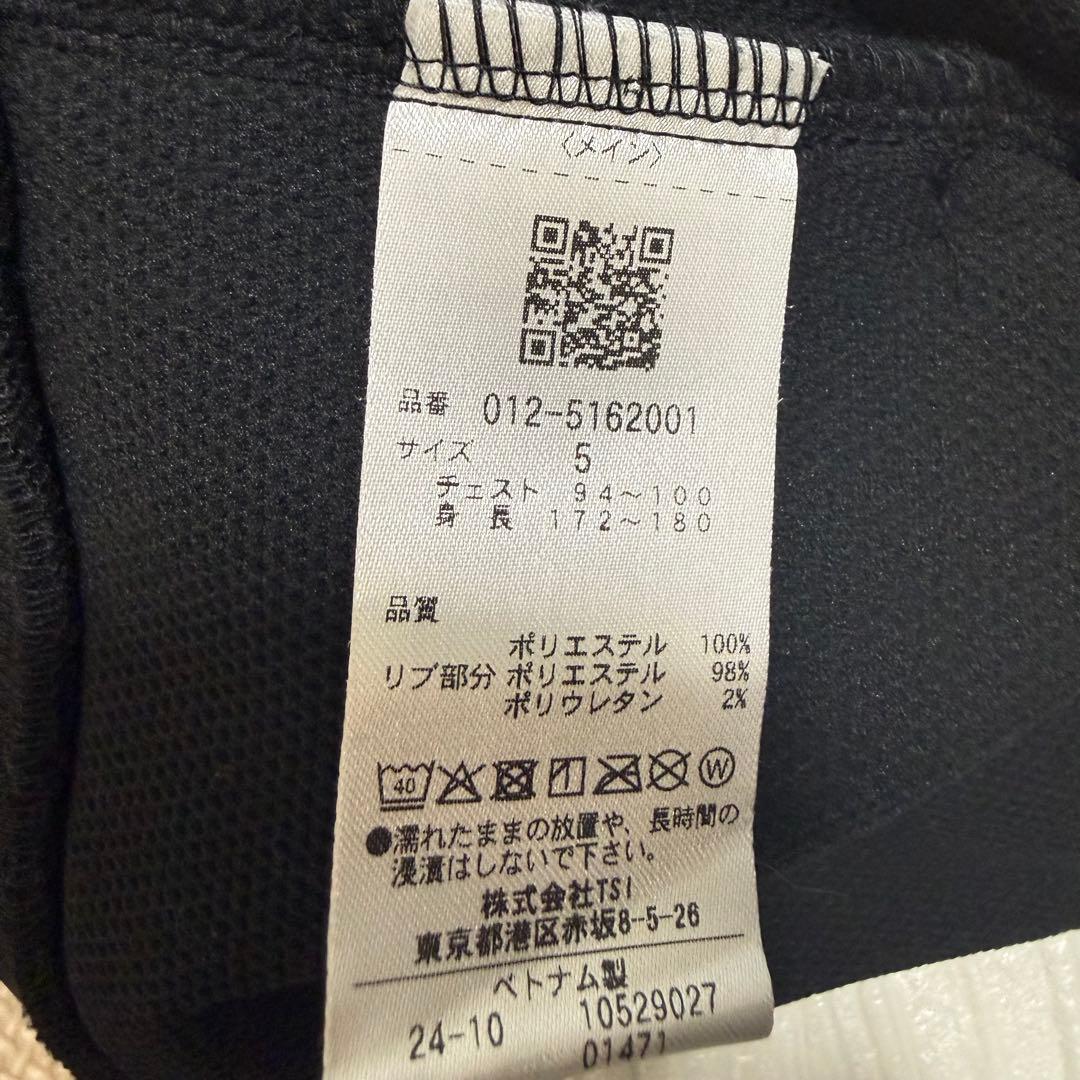 5
〈メイン〉
品番 012-5162001
サイズ 5
チェスト 94~100
身長 172~180
品質
ポリエステル 100%
リブ部分 ポリエステル 98%
ポリウレタン 2%
40 W
●濡れたままの放置や、長時間の
浸漬はしないで下さい。
株式会社TSI
東京都港区赤坂8-5-26
ベトナム製
24-10 10529027
01471